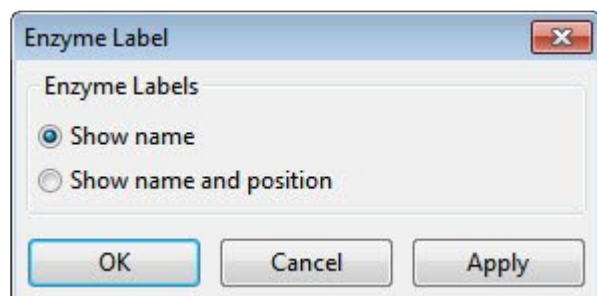 Enzyme Label
Enzyme Labels
Show name
Show name and position
OK Cancel Apply